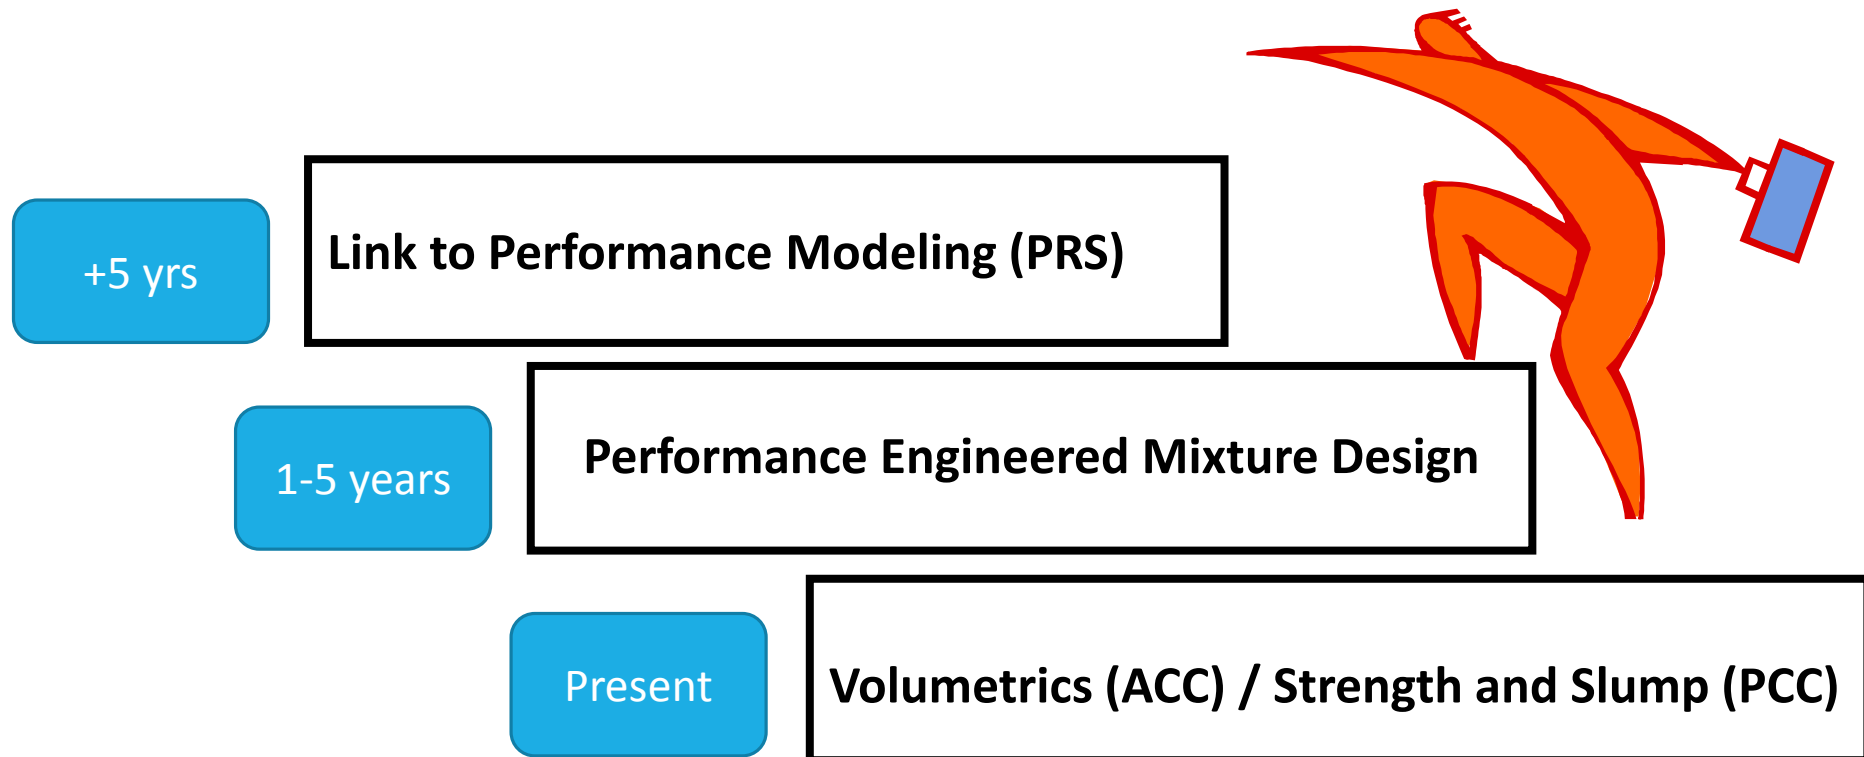 +5 yrs
Link to Performance Modeling (PRS)
1-5 years
Performance Engineered Mixture Design
Present
Volumetrics (ACC) / Strength and Slump (PCC)